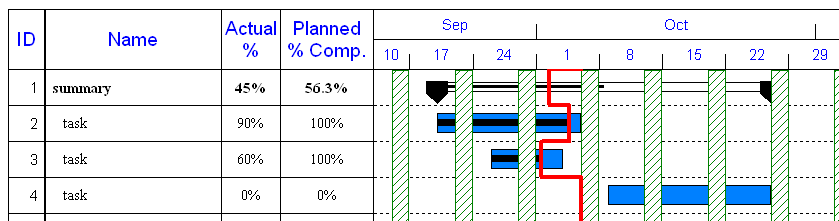 ID Name Actual % Planned % Comp. Sep Oct
10 17 24 1 8 15 22 29
1 summary 45% 56.3%
2 task 90% 100%
3 task 60% 100%
4 task 0% 0%